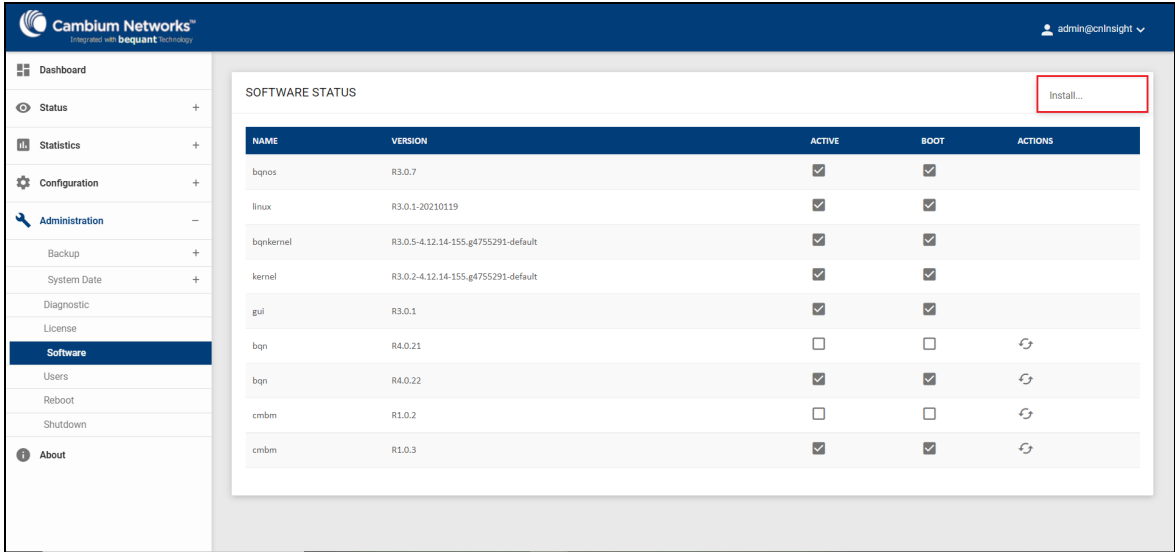 Cambium Networks™
Integrated with bequant Technology
admin@cnInsight
Dashboard
Status +
Statistics +
Configuration +
Administration −
Backup +
System Date +
Diagnostic
License
Software
Users
Reboot
Shutdown
About
SOFTWARE STATUS
Install...
NAME VERSION ACTIVE BOOT ACTIONS
bqnos R3.0.7
linux R3.0.1-20210119
bqnkernel R3.0.5-4.12.14-155.g4755291-default
kernel R3.0.2-4.12.14-155.g4755291-default
gui R3.0.1
bqn R4.0.21
bqn R4.0.22
cmbm R1.0.2
cmbm R1.0.3